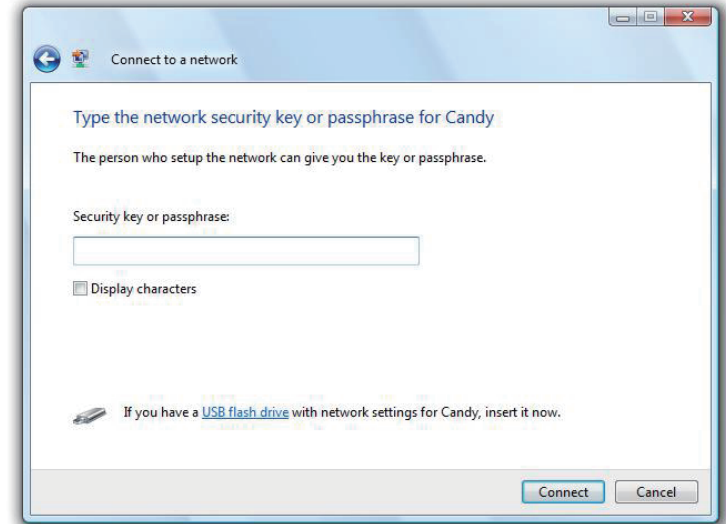 Connect to a network
Type the network security key or passphrase for Candy
The person who setup the network can give you the key or passphrase.
Security key or passphrase:
Display characters
If you have a USB flash drive with network settings for Candy, insert it now.
Connect Cancel